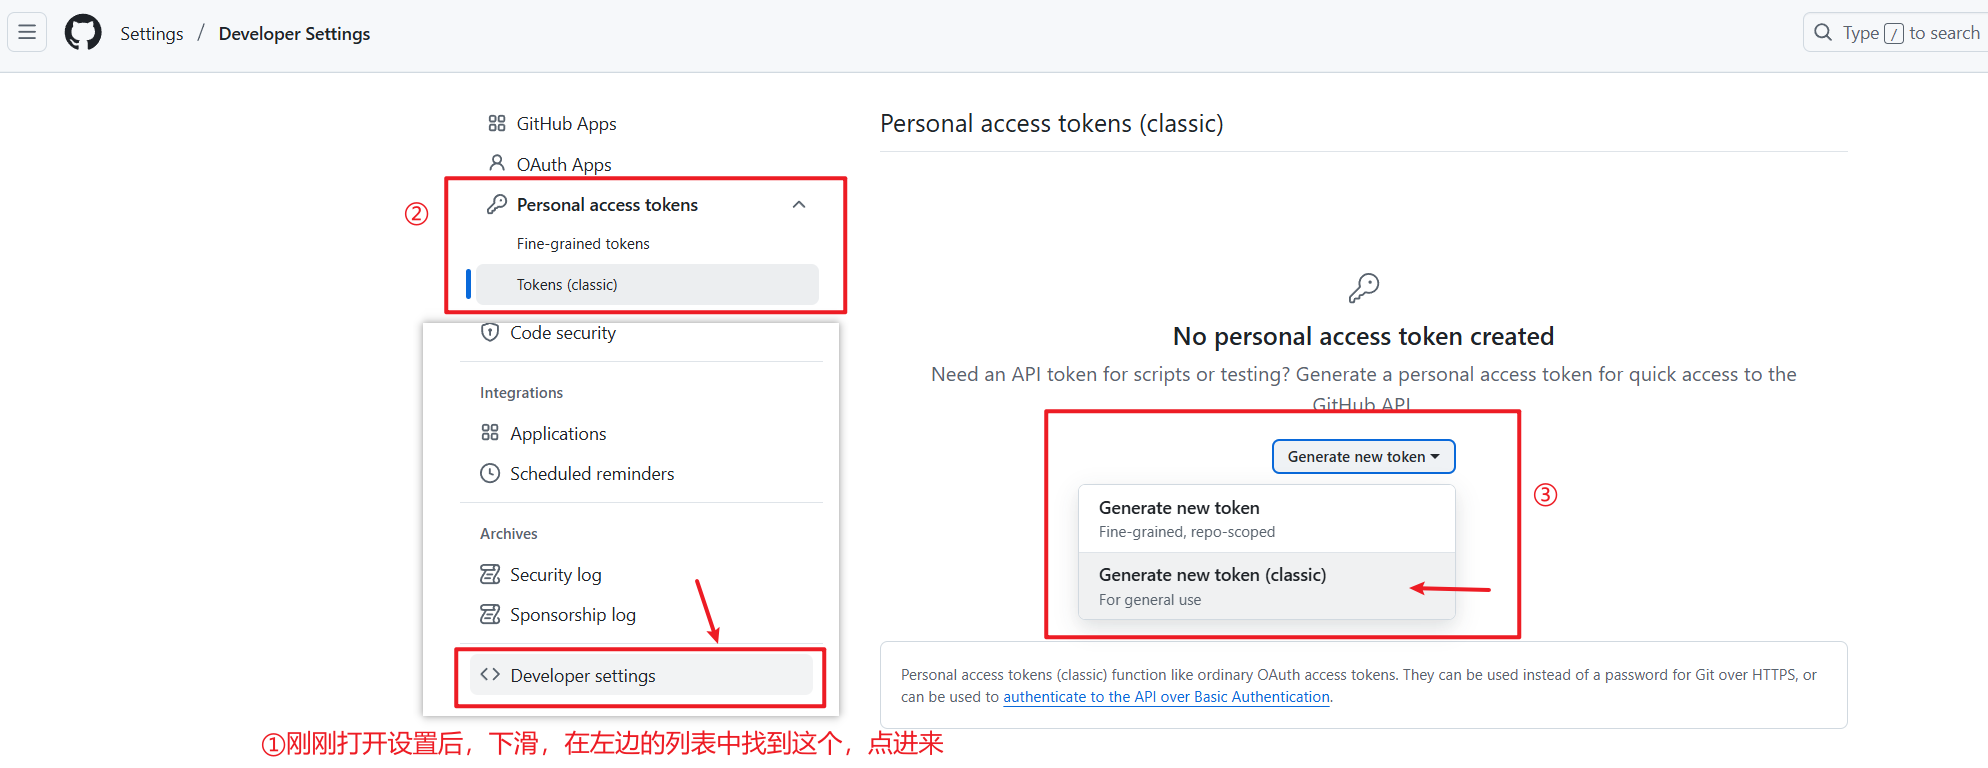 Settings / Developer Settings
Type / to search
GitHub Apps
OAuth Apps
②
Personal access tokens
Fine-grained tokens
Tokens (classic)
Code security
Integrations
Applications
Scheduled reminders
Archives
Security log
Sponsorship log
Developer settings
①刚刚打开设置后，下滑，在左边的列表中找到这个，点进来
Personal access tokens (classic)
No personal access token created
Need an API token for scripts or testing? Generate a personal access token for quick access to the
GitHub API.
Generate new token
③
Generate new token
Fine-grained, repo-scoped
Generate new token (classic)
For general use
Personal access tokens (classic) function like ordinary OAuth access tokens. They can be used instead of a password for Git over HTTPS, or
can be used to authenticate to the API over Basic Authentication.